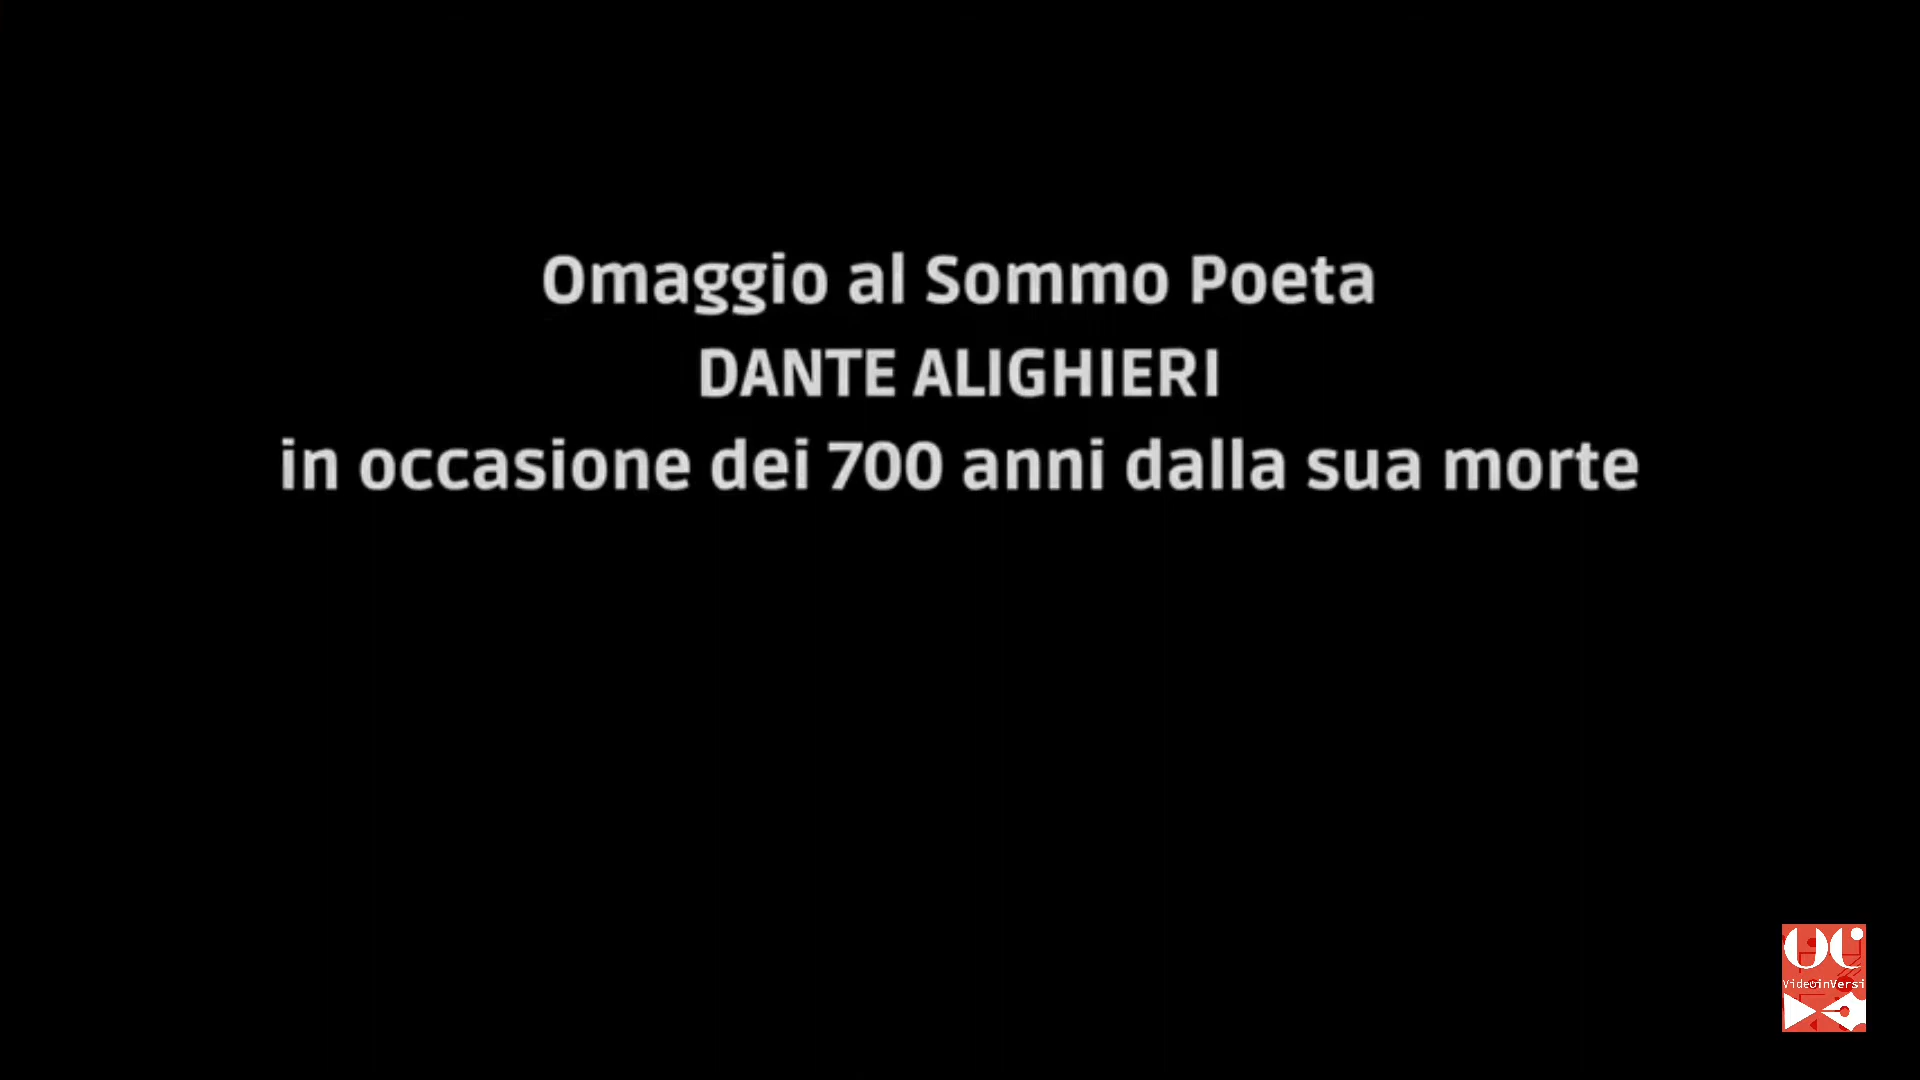 Omaggio al Sommo Poeta
DANTE ALIGHIERI
in occasione dei 700 anni dalla sua morte
VideoinVersi